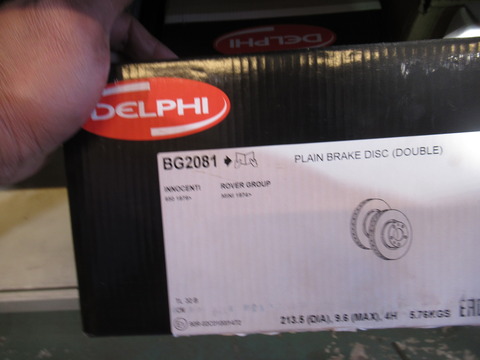 DELPHI
DELPHI
BG2081
PLAIN BRAKE DISC (DOUBLE)
INNOCENTI ROVER GROUP
MINI 1974>
213.5 (DIA), 9.6 (MAX), 4H 5.76KGS